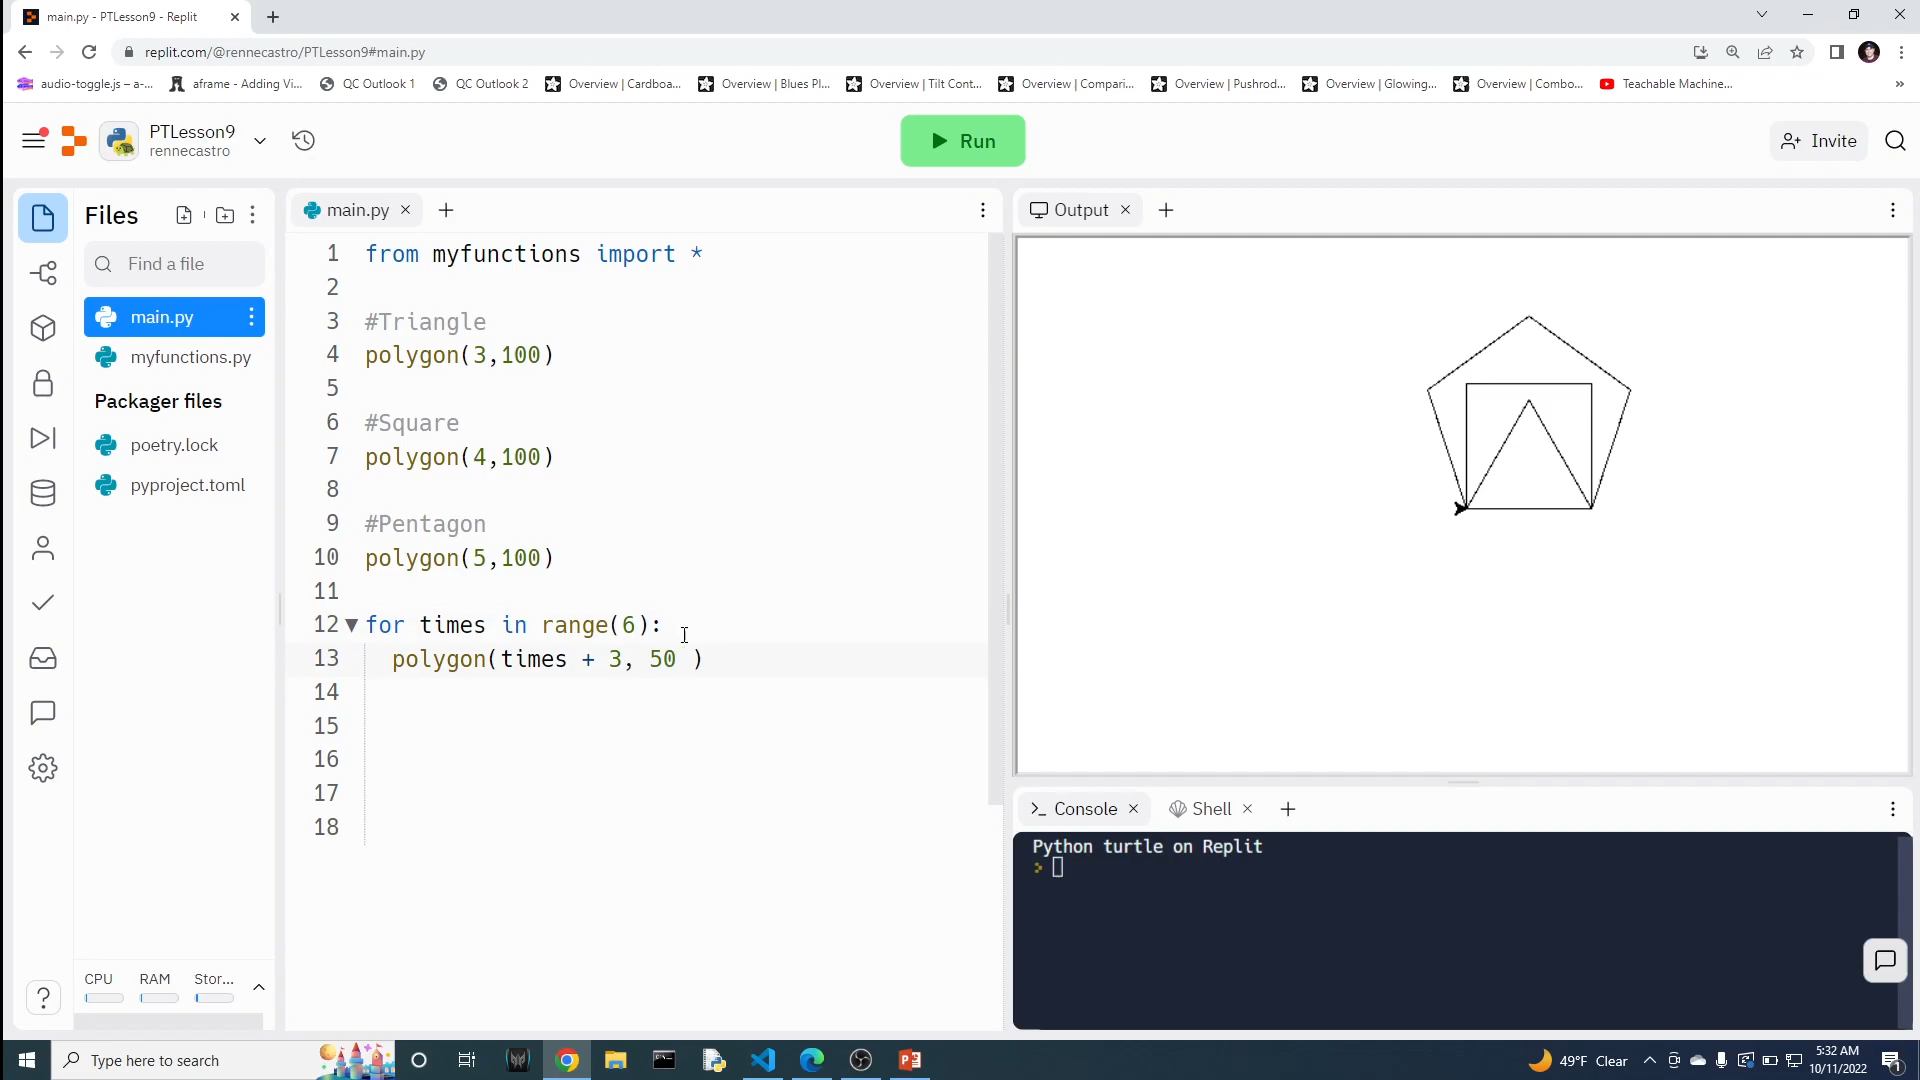 main.py - PTLesson9 - Replit
replit.com/@rennecastro/PTLesson9#main.py
audio-toggle.js – a-... aframe - Adding Vi... QC Outlook 1 QC Outlook 2 Overview | Cardboa... Overview | Blues Pl... Overview | Tilt Cont... Overview | Compari... Overview | Pushrod... Overview | Glowing... Overview | Combo... Teachable Machine... »
PTLesson9
rennecastro
Run
Invite
Files
Find a file
main.py
myfunctions.py
Packager files
poetry.lock
pyproject.toml
CPU RAM Stor...
?
main.py
1 from myfunctions import *
2
3 #Triangle
4 polygon(3,100)
5
6 #Square
7 polygon(4,100)
8
9 #Pentagon
10 polygon(5,100)
11
12 for times in range(6):
13 polygon(times + 3, 50 )
14
15
16
17
18
Output
Console Shell
Python turtle on Replit
>
Type here to search
49°F Clear
5:32 AM
10/11/2022
1